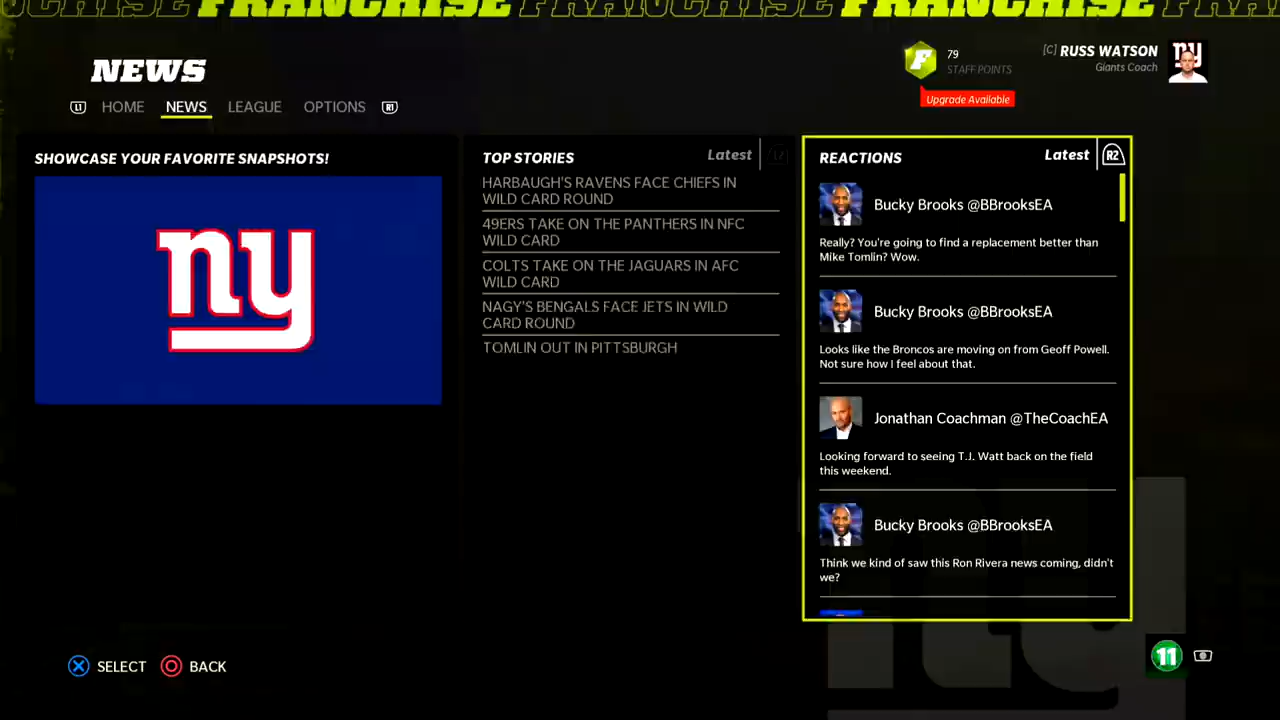 FRANCHISE FRANCHISE FRANCHISE FRANCHISE
NEWS
79
STAFF POINTS
Upgrade Available
[C] RUSS WATSON
Giants Coach
ny
L1 HOME NEWS LEAGUE OPTIONS R1
SHOWCASE YOUR FAVORITE SNAPSHOTS!
ny
TOP STORIES
Latest
HARBAUGH'S RAVENS FACE CHIEFS IN
WILD CARD ROUND
49ERS TAKE ON THE PANTHERS IN NFC
WILD CARD
COLTS TAKE ON THE JAGUARS IN AFC
WILD CARD
NAGY'S BENGALS FACE JETS IN WILD
CARD ROUND
TOMLIN OUT IN PITTSBURGH
REACTIONS
Latest R2
Bucky Brooks @BBrooksEA
Really? You're going to find a replacement better than
Mike Tomlin? Wow.
Bucky Brooks @BBrooksEA
Looks like the Broncos are moving on from Geoff Powell.
Not sure how I feel about that.
Jonathan Coachman @TheCoachEA
Looking forward to seeing T.J. Watt back on the field
this weekend.
Bucky Brooks @BBrooksEA
Think we kind of saw this Ron Rivera news coming, didn't
we?
SELECT BACK
11